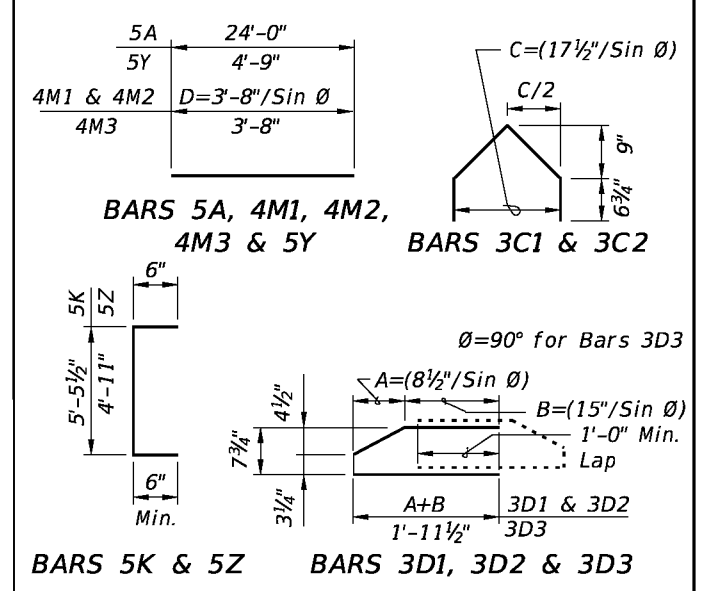 5A 24'-0"
5Y 4'-9"
4M1 & 4M2 D=3'-8"/Sin Ø
4M3 3'-8"
BARS 5A, 4M1, 4M2,
4M3 & 5Y
C=(17½"/Sin Ø)
C/2
9"
6¾"
BARS 3C1 & 3C2
6"
5K 5'-5½"
5Z 4'-11"
6"
Min.
BARS 5K & 5Z
Ø=90° for Bars 3D3
A=(8½"/Sin Ø)
B=(15"/Sin Ø)
1'-0" Min.
Lap
4½"
7¾"
3¼"
A+B 3D1 & 3D2
1'-11½" 3D3
BARS 3D1, 3D2 & 3D3